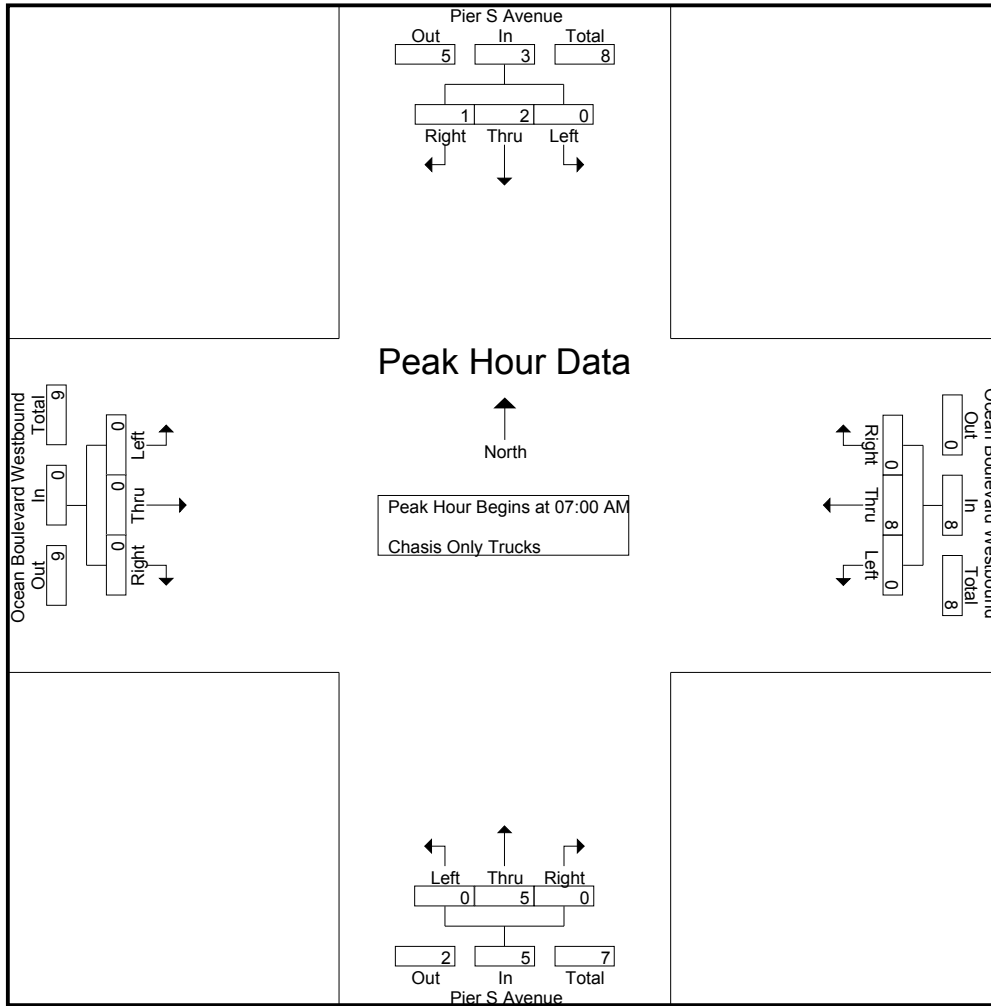 Pier S Avenue
Out In Total
5 3 8
1 2 0
Right Thru Left
Peak Hour Data
North
Peak Hour Begins at 07:00 AM
Chasis Only Trucks
Ocean Boulevard Westbound
Total In Out
9 0 9
0 0 0
Left Thru Right
Ocean Boulevard Westbound
Out In Total
0 8 8
0 8 0
Right Thru Left
Left Thru Right
0 5 0
2 5 7
Out In Total
Pier S Avenue